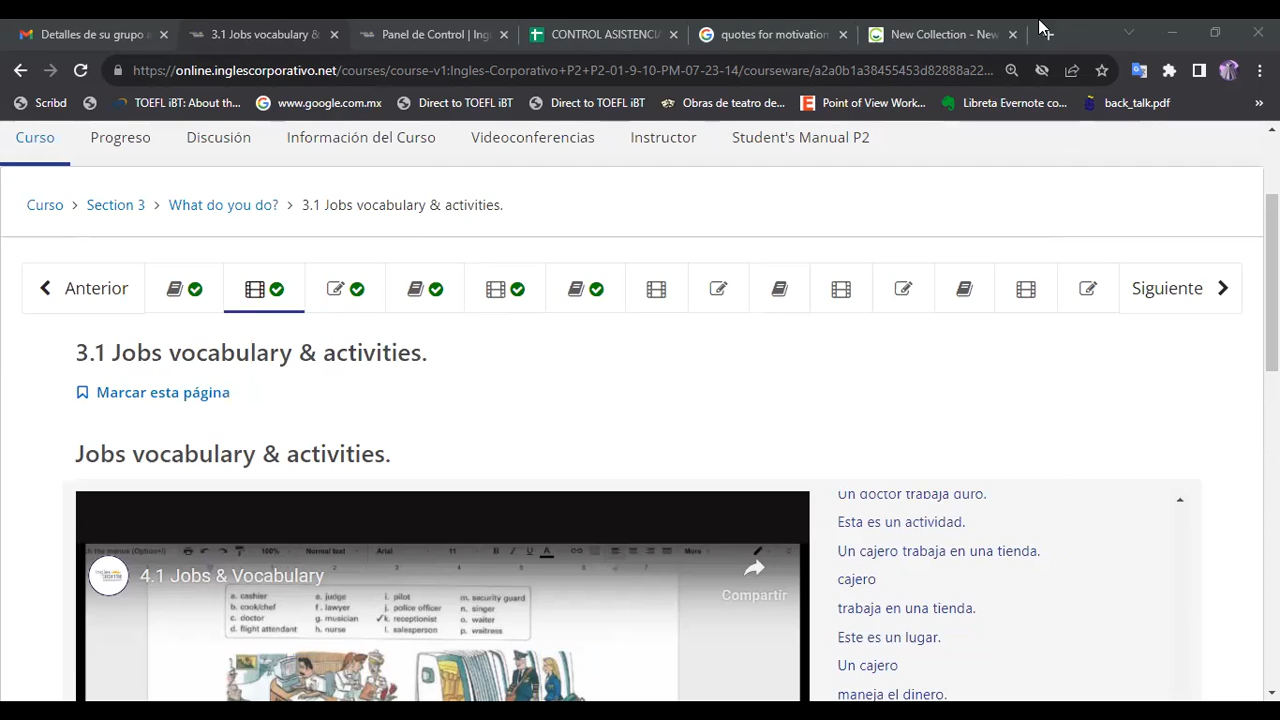 Detalles de su grupo a
3.1 Jobs vocabulary &
Panel de Control | Ing
CONTROL ASISTENCIA
quotes for motivation
New Collection - New
https://online.inglescorporativo.net/courses/course-v1:Ingles-Corporativo+P2+P2-01-9-10-PM-07-23-14/courseware/a2a0b1a38455453d82888a22...
Scribd
TOEFL iBT: About th...
www.google.com.mx
Direct to TOEFL iBT
Direct to TOEFL iBT
Obras de teatro de...
Point of View Work...
Libreta Evernote co...
back_talk.pdf
»
Curso
Progreso
Discusión
Información del Curso
Videoconferencias
Instructor
Student's Manual P2
Curso > Section 3 > What do you do? > 3.1 Jobs vocabulary & activities.
Anterior
Siguiente
3.1 Jobs vocabulary & activities.
Marcar esta página
Jobs vocabulary & activities.
100%
Normal text
Arial
11
B I U A
More
4.1 Jobs & Vocabulary
Compartir
a. cashier e. judge i. pilot m. security guard
b. cook/chef f. lawyer j. police officer n. singer
c. doctor g. musician ✓k. receptionist o. waiter
d. flight attendant h. nurse l. salesperson p. waitress
Un doctor trabaja duro.
Esta es un actividad.
Un cajero trabaja en una tienda.
cajero
trabaja en una tienda.
Este es un lugar.
Un cajero
maneja el dinero.